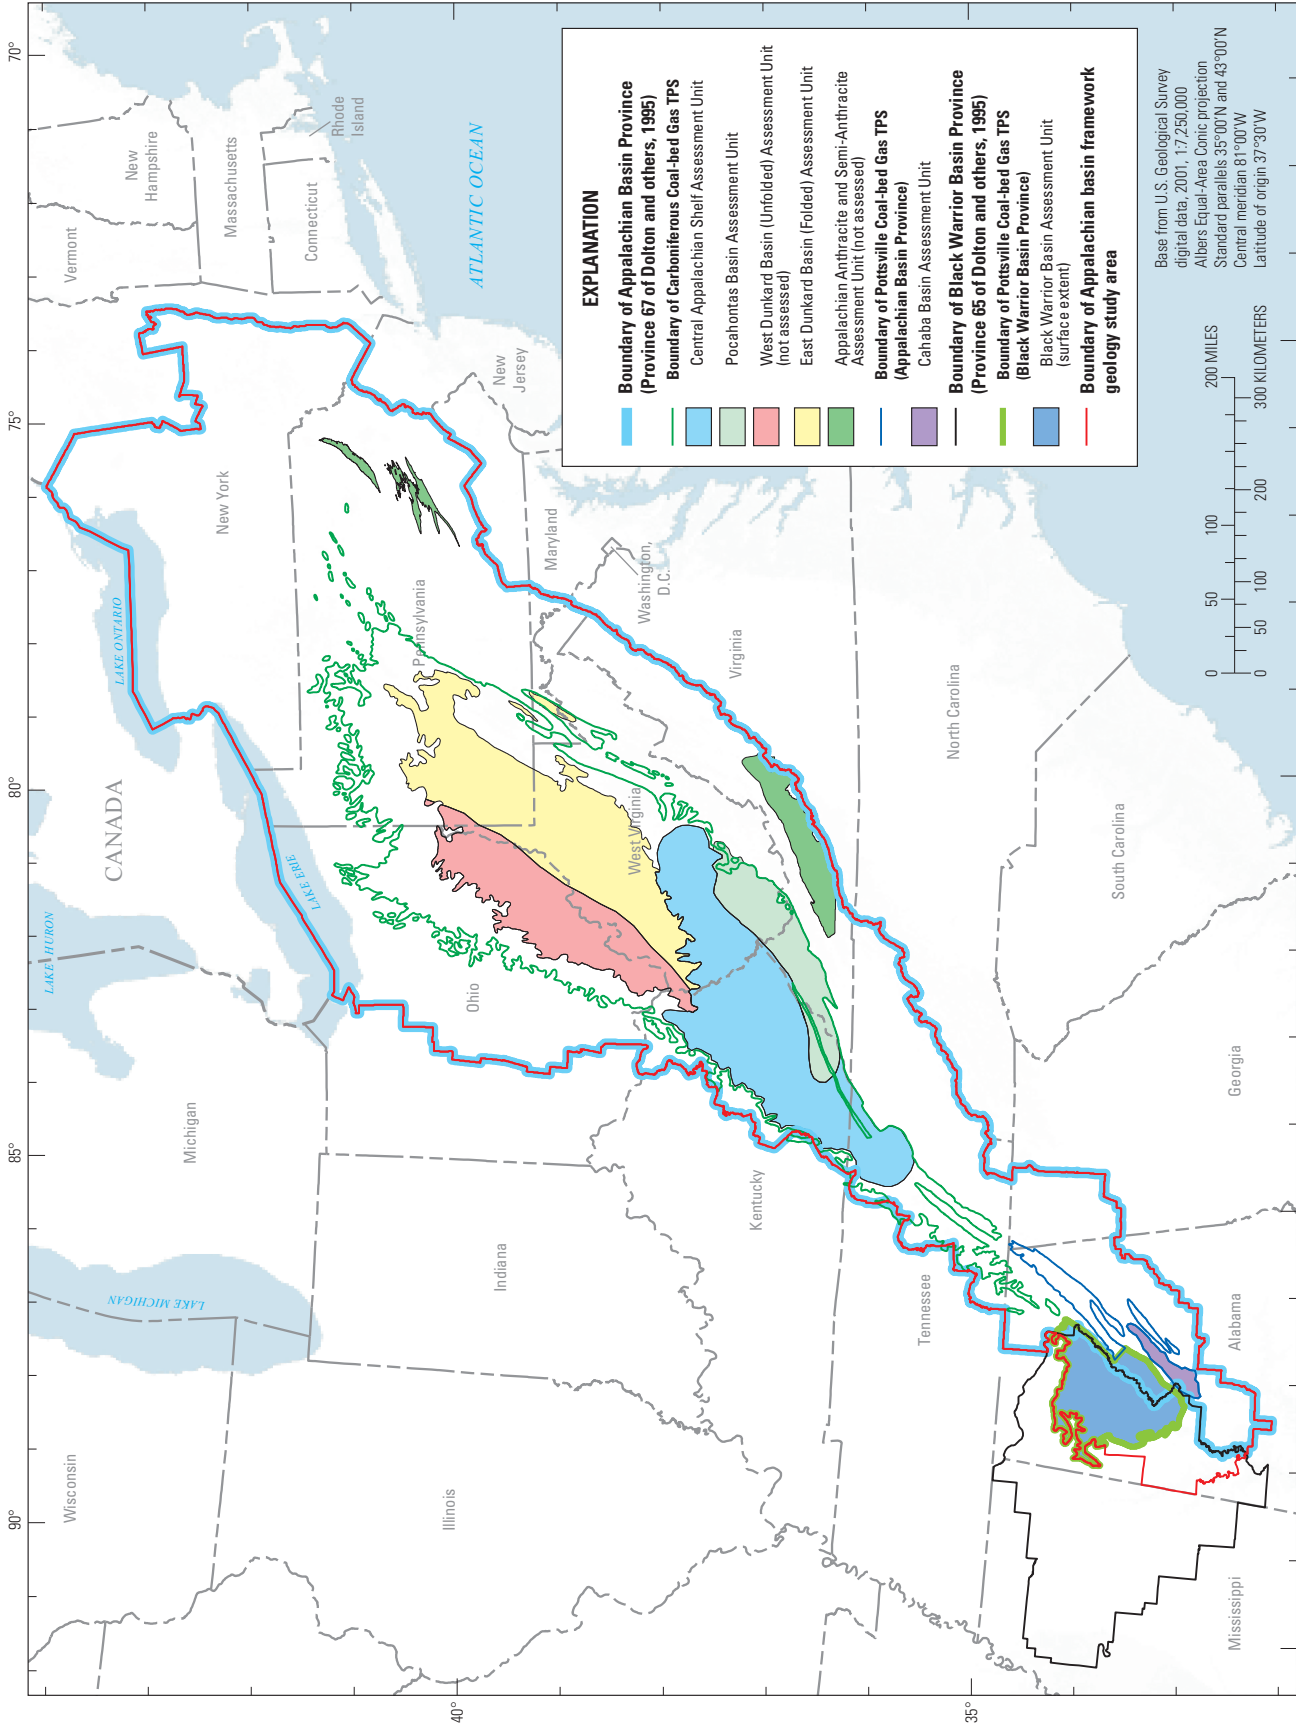 70°
75°
80°
85°
90°
40°
35°
CANADA
LAKE HURON
LAKE ONTARIO
LAKE ERIE
LAKE MICHIGAN
ATLANTIC OCEAN
Wisconsin
Michigan
Illinois
Indiana
Ohio
Kentucky
Tennessee
Mississippi
Alabama
Georgia
South Carolina
North Carolina
Virginia
West Virginia
Washington,
D.C.
Maryland
Pennsylvania
New York
New
Jersey
Vermont
New
Hampshire
Massachusetts
Connecticut
Rhode
Island
EXPLANATION
Boundary of Appalachian Basin Province
(Province 67 of Dolton and others, 1995)
Boundary of Carboniferous Coal-bed Gas TPS
Central Appalachian Shelf Assessment Unit
Pocahontas Basin Assessment Unit
West Dunkard Basin (Unfolded) Assessment Unit
(not assessed)
East Dunkard Basin (Folded) Assessment Unit
Appalachian Anthracite and Semi-Anthracite
Assessment Unit (not assessed)
Boundary of Pottsville Coal-bed Gas TPS
(Appalachian Basin Province)
Cahaba Basin Assessment Unit
Boundary of Black Warrior Basin Province
(Province 65 of Dolton and others, 1995)
Boundary of Pottsville Coal-bed Gas TPS
(Black Warrior Basin Province)
Black Warrior Basin Assessment Unit
(surface extent)
Boundary of Appalachian basin framework
geology study area
0 50 100 200 200 MILES
0 50 100 200 300 KILOMETERS
Base from U.S. Geological Survey
digital data, 2001, 1:7,250,000
Albers Equal-Area Conic projection
Standard parallels 35°00'N and 43°00'N
Central meridian 81°00'W
Latitude of origin 37°30'W